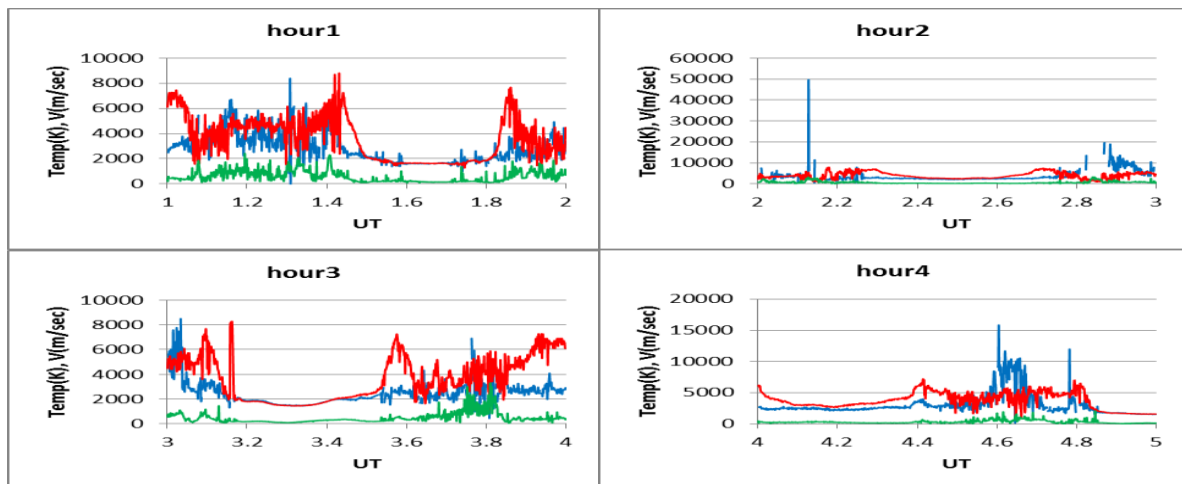 hour1
Temp(K), V(m/sec)
10000
8000
6000
4000
2000
0
1 1.2 1.4 1.6 1.8 2
UT
hour2
Temp(K), V(m/sec)
60000
50000
40000
30000
20000
10000
0
2 2.2 2.4 2.6 2.8 3
UT
hour3
Temp(K), V(m/sec)
10000
8000
6000
4000
2000
0
3 3.2 3.4 3.6 3.8 4
UT
hour4
Temp(K), V(m/sec)
20000
15000
10000
5000
0
4 4.2 4.4 4.6 4.8 5
UT